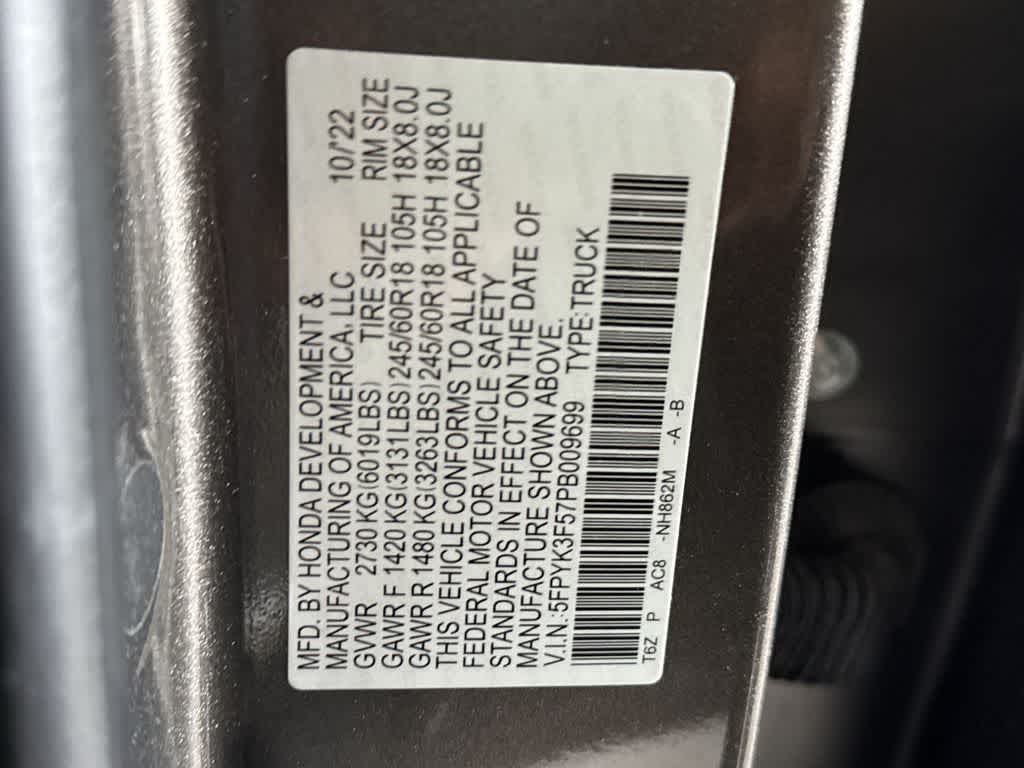 MFD. BY HONDA DEVELOPMENT &
MANUFACTURING OF AMERICA, LLC 10/'22
GVWR 2730 KG(6019LBS) TIRE SIZE RIM SIZE
GAWR F 1420 KG(3131LBS)245/60R18 105H 18X8.0J
GAWR R 1480 KG(3263LBS)245/60R18 105H 18X8.0J
THIS VEHICLE CONFORMS TO ALL APPLICABLE
FEDERAL MOTOR VEHICLE SAFETY
STANDARDS IN EFFECT ON THE DATE OF
MANUFACTURE SHOWN ABOVE.
V.I.N.:5FPYK3F57PB009699 TYPE:TRUCK
T6Z P AC8 -NH862M -A -B